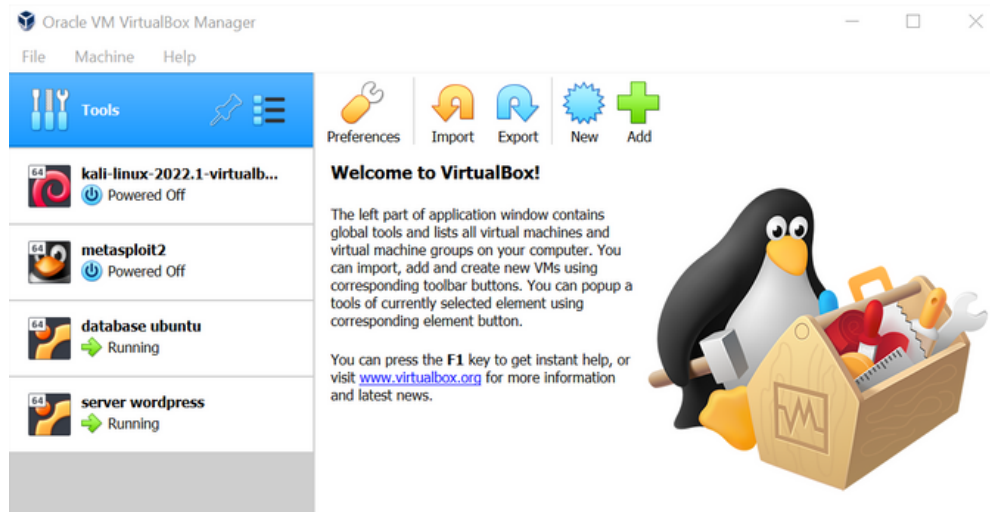 Oracle VM VirtualBox Manager
File Machine Help
Tools
Preferences Import Export New Add
64
kali-linux-2022.1-virtualb...
Powered Off
64
metasploit2
Powered Off
64
database ubuntu
Running
64
server wordpress
Running
Welcome to VirtualBox!
The left part of application window contains
global tools and lists all virtual machines and
virtual machine groups on your computer. You
can import, add and create new VMs using
corresponding toolbar buttons. You can popup a
tools of currently selected element using
corresponding element button.
You can press the F1 key to get instant help, or
visit www.virtualbox.org for more information
and latest news.